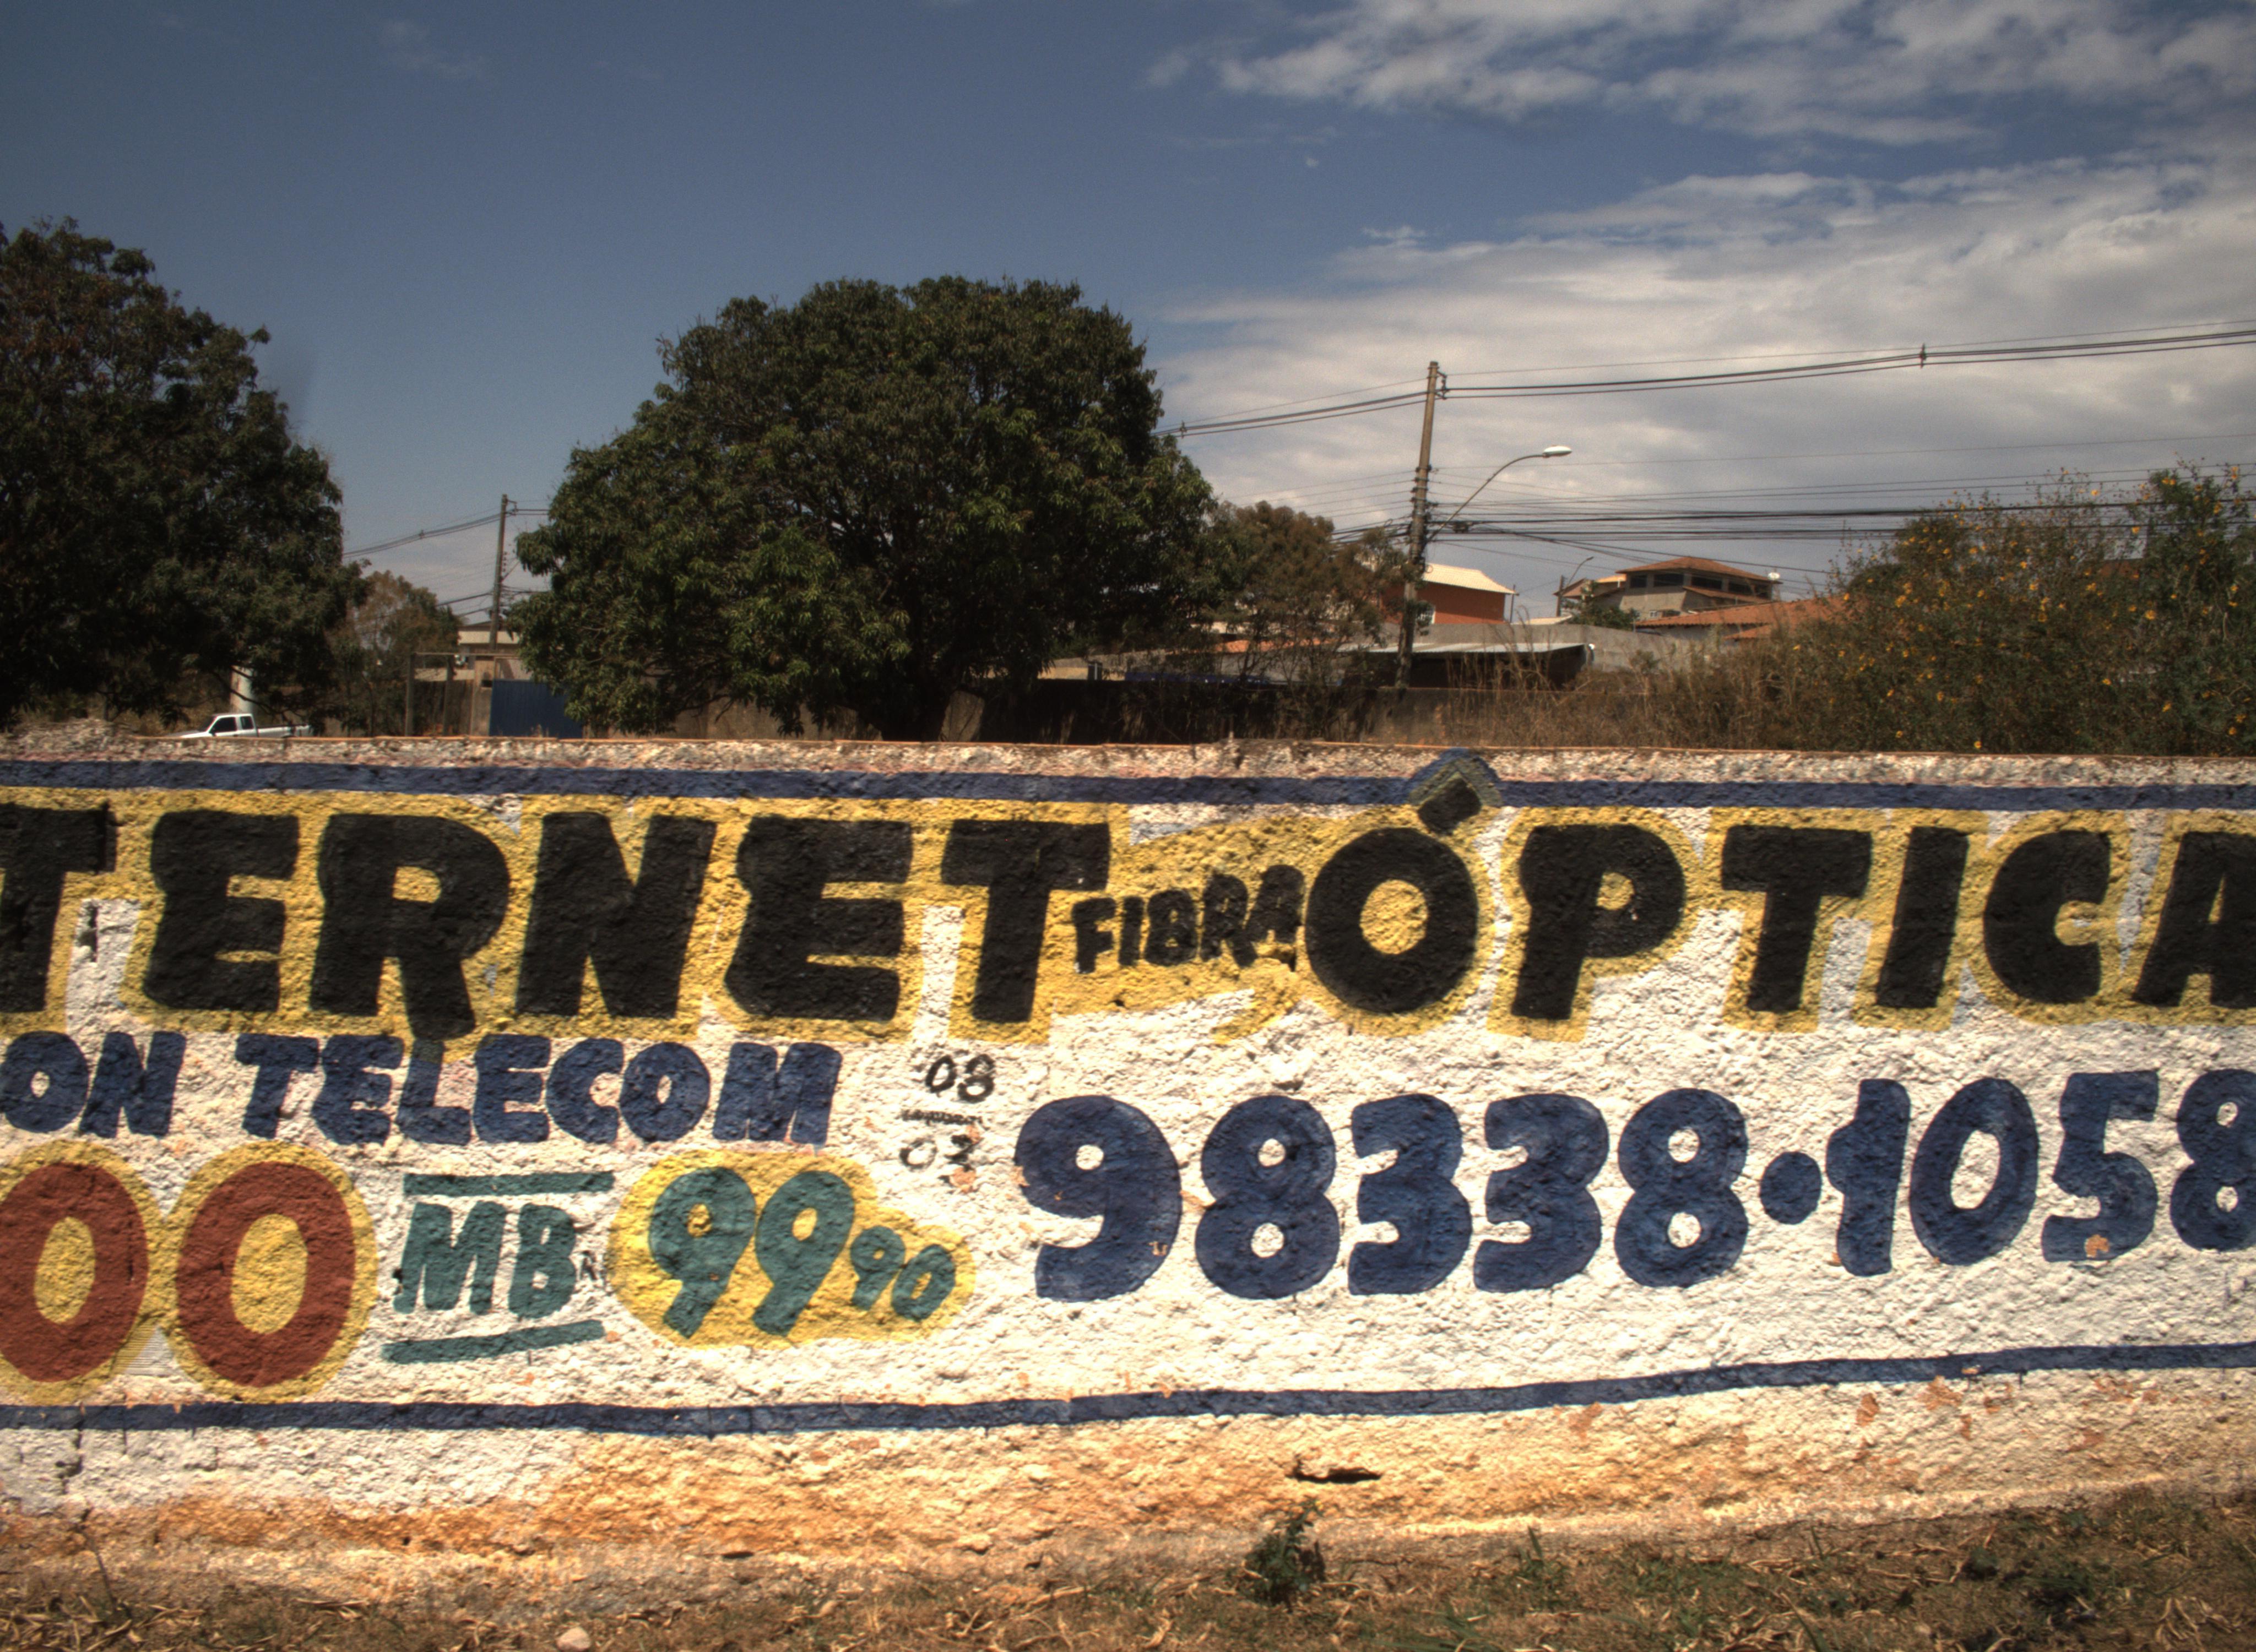 TERNET FIBRA ÓPTICA
ON TELECOM
08
03
98338•1058
00 MB 99 90